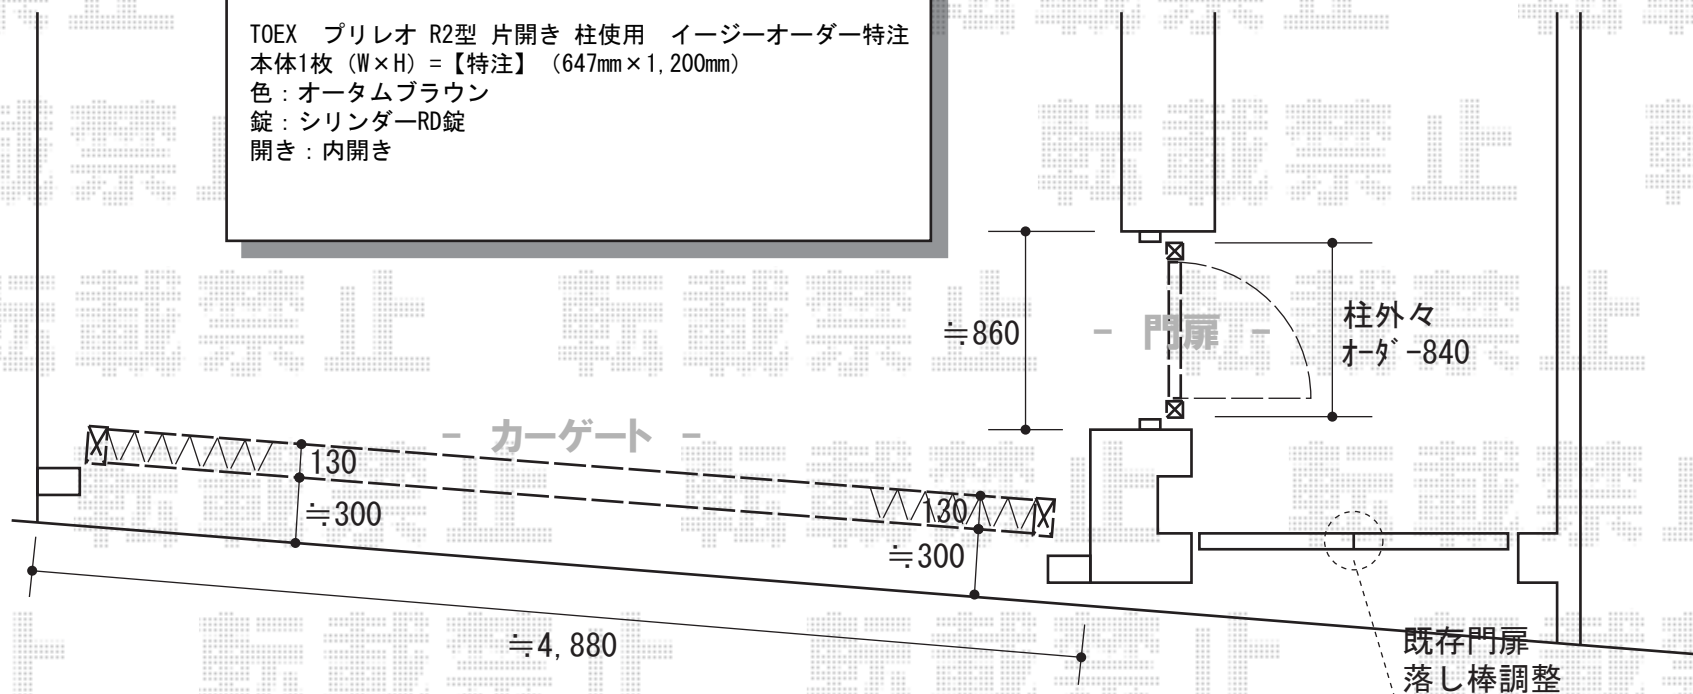 TOEX　プリレオ R2型 片開き 柱使用　イージーオーダー特注
本体1枚（W×H）=【特注】（647mm×1,200mm）
色：オータムブラウン
錠：シリンダーRD錠
開き：内開き
≒860
- 門扉 -
柱外々
ｵｰﾀﾞｰ840
- カーゲート -
130
≒300
130
≒300
≒4,880
既存門扉
落し棒調整
転載禁止